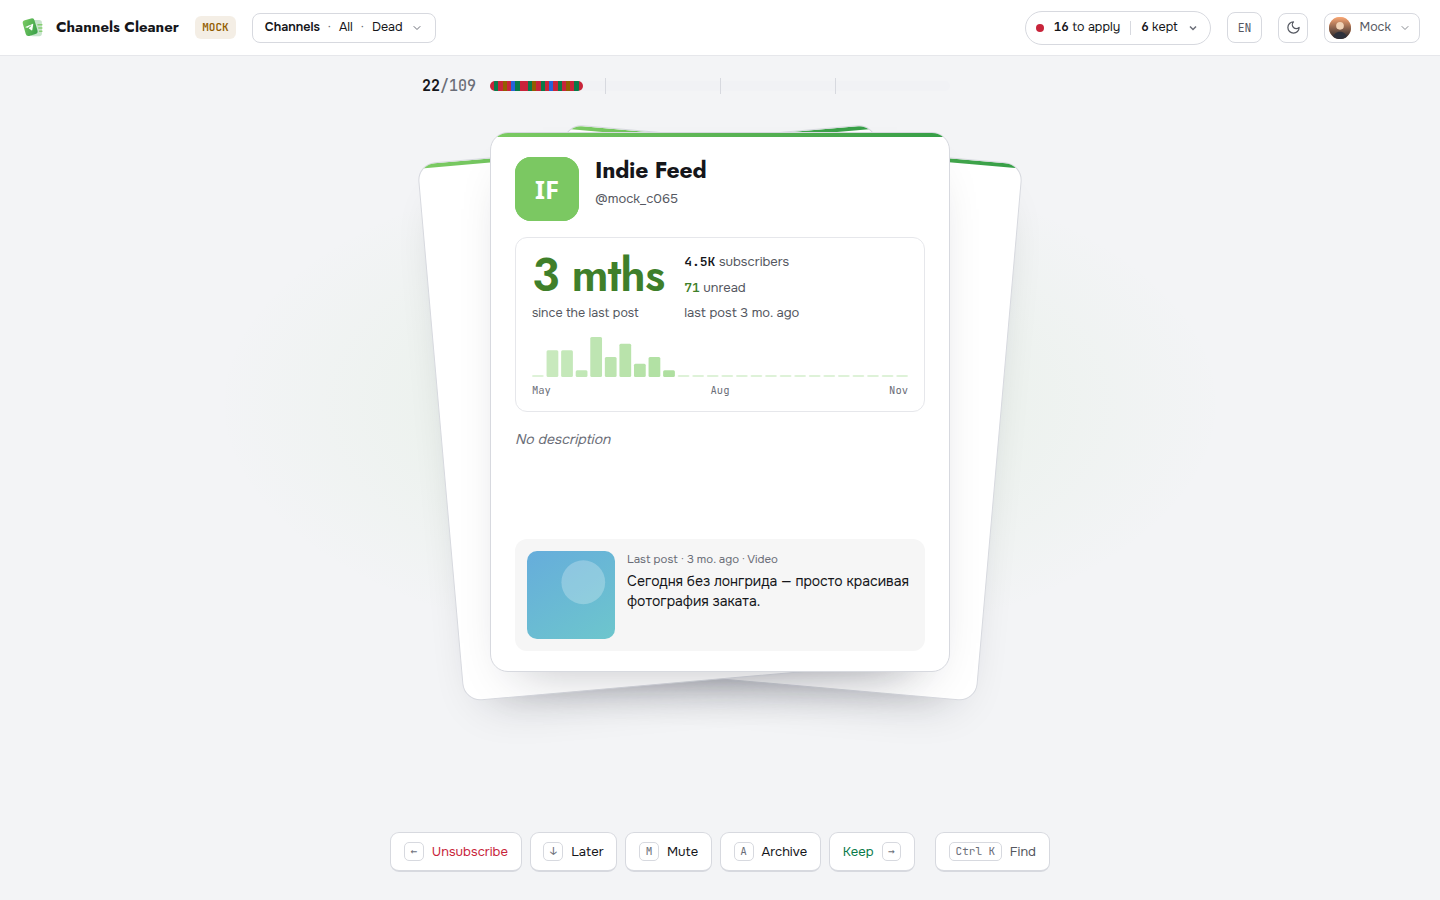 Channels Cleaner
MOCK
Channels · All · Dead
16 to apply
6 kept
EN
Mock
22/109
IF
Indie Feed
@mock_c065
3 mths
since the last post
4.5K subscribers
71 unread
last post 3 mo. ago
May
Aug
Nov
No description
Last post · 3 mo. ago · Video
Сегодня без лонгрида — просто красивая
фотография заката.
← Unsubscribe
↓ Later
M Mute
A Archive
Keep →
Ctrl K Find